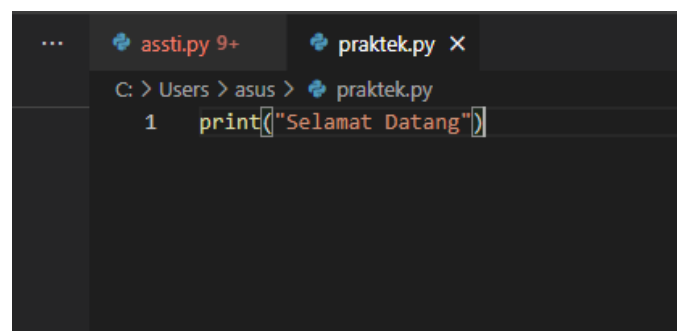 ... assti.py 9+ praktek.py ×
C: > Users > asus > praktek.py
1 print("Selamat Datang")